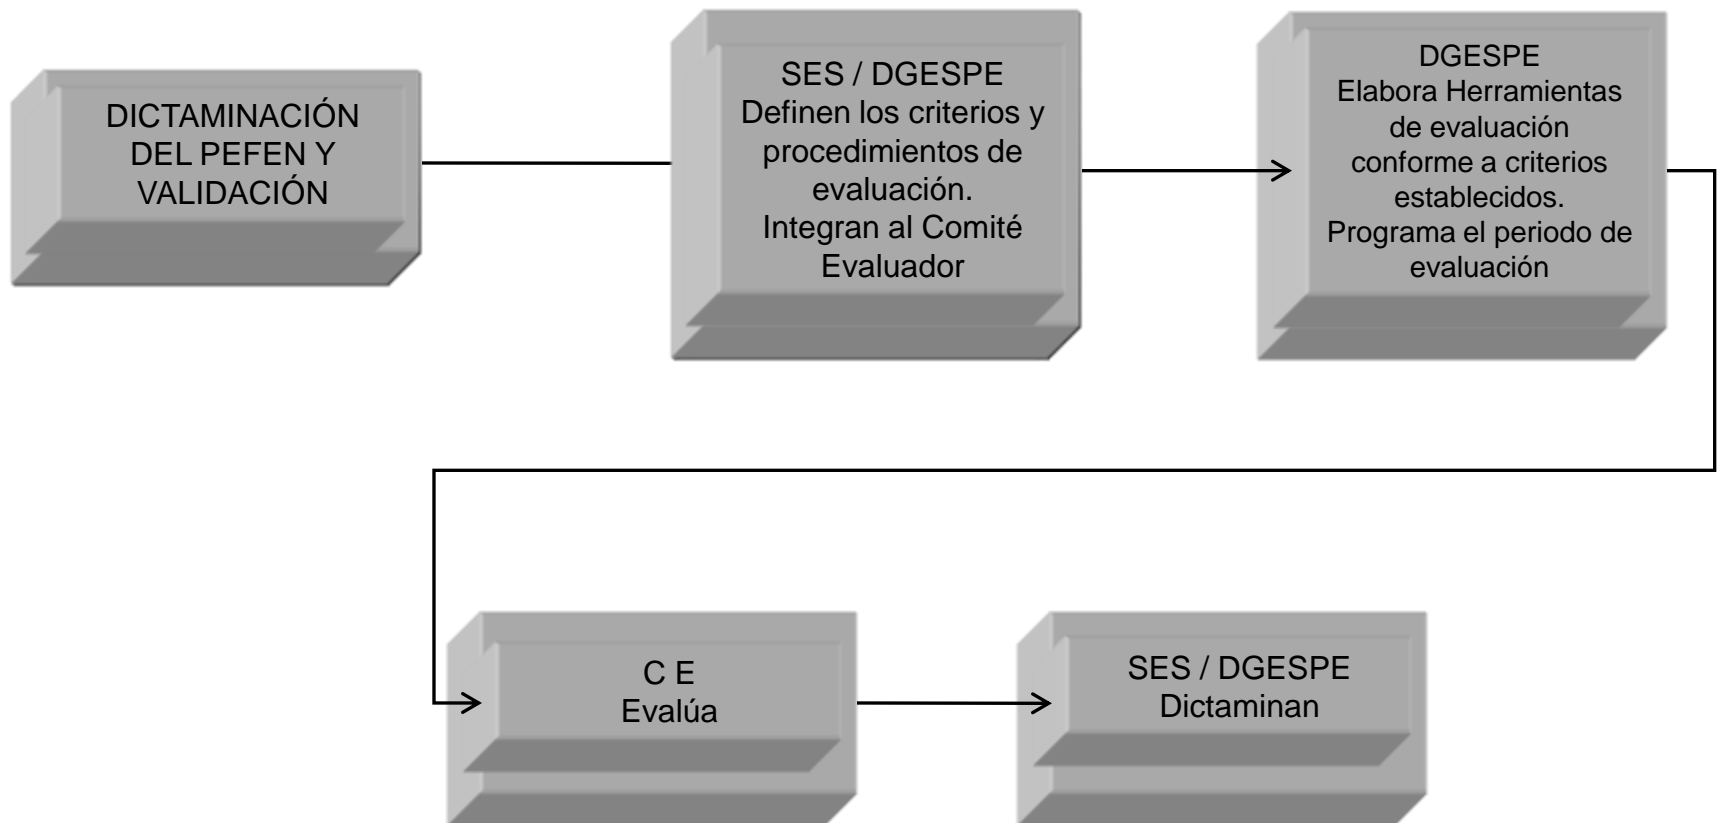 DICTAMINACIÓN
DEL PEFEN Y
VALIDACIÓN
SES / DGESPE
Definen los criterios y
procedimientos de
evaluación.
Integran al Comité
Evaluador
DGESPE
Elabora Herramientas
de evaluación
conforme a criterios
establecidos.
Programa el periodo de
evaluación
C E
Evalúa
SES / DGESPE
Dictaminan